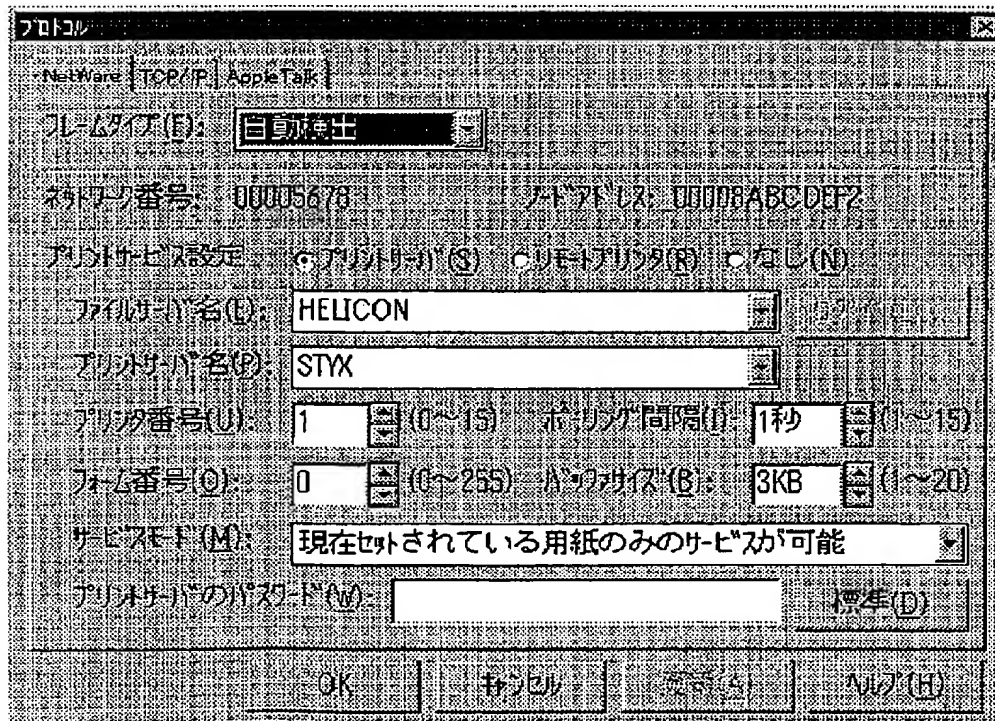 プロトコル
NetWare TCP/IP AppleTalk
フレームタイプ(F): 自動検出
ネットワーク番号: 00005678 ノードアドレス: 00008ABCDEF2
プリントサービス設定 プリントサーバ(S) リモートプリンタ(R) なし(N)
ファイルサーバ名(L): HELICON
プリントサーバ名(P): STYX
プリンタ番号(U): 1 (0~15) ポーリング間隔(I): 1秒 (1~15)
フォーム番号(O): 0 (0~255) バッファサイズ(B): 3KB (1~20)
サービスモード(M): 現在セットされている用紙のみのサービスが可能
プリントサーバのパスワード(W): 標準(D)
OK キャンセル ヘルプ(H)